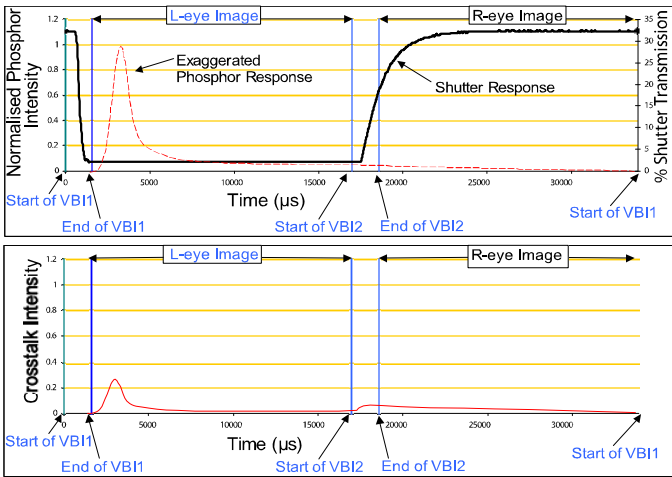 L-eye Image
R-eye Image
Normalised Phosphor Intensity
1.2
1
0.8
0.6
0.4
0.2
0
Exaggerated
Phosphor Response
Shutter Response
35
30
25
20
15
10
5
0
% Shutter Transmission
0
5000
10000
15000
20000
25000
30000
Time (µs)
Start of VBI1
End of VBI1
Start of VBI2
End of VBI2
Start of VBI1
L-eye Image
R-eye Image
Crosstalk Intensity
1.2
1
0.8
0.6
0.4
0.2
0
0
5000
10000
15000
20000
25000
30000
Time (µs)
Start of VBI1
End of VBI1
Start of VBI2
End of VBI2
Start of VBI1